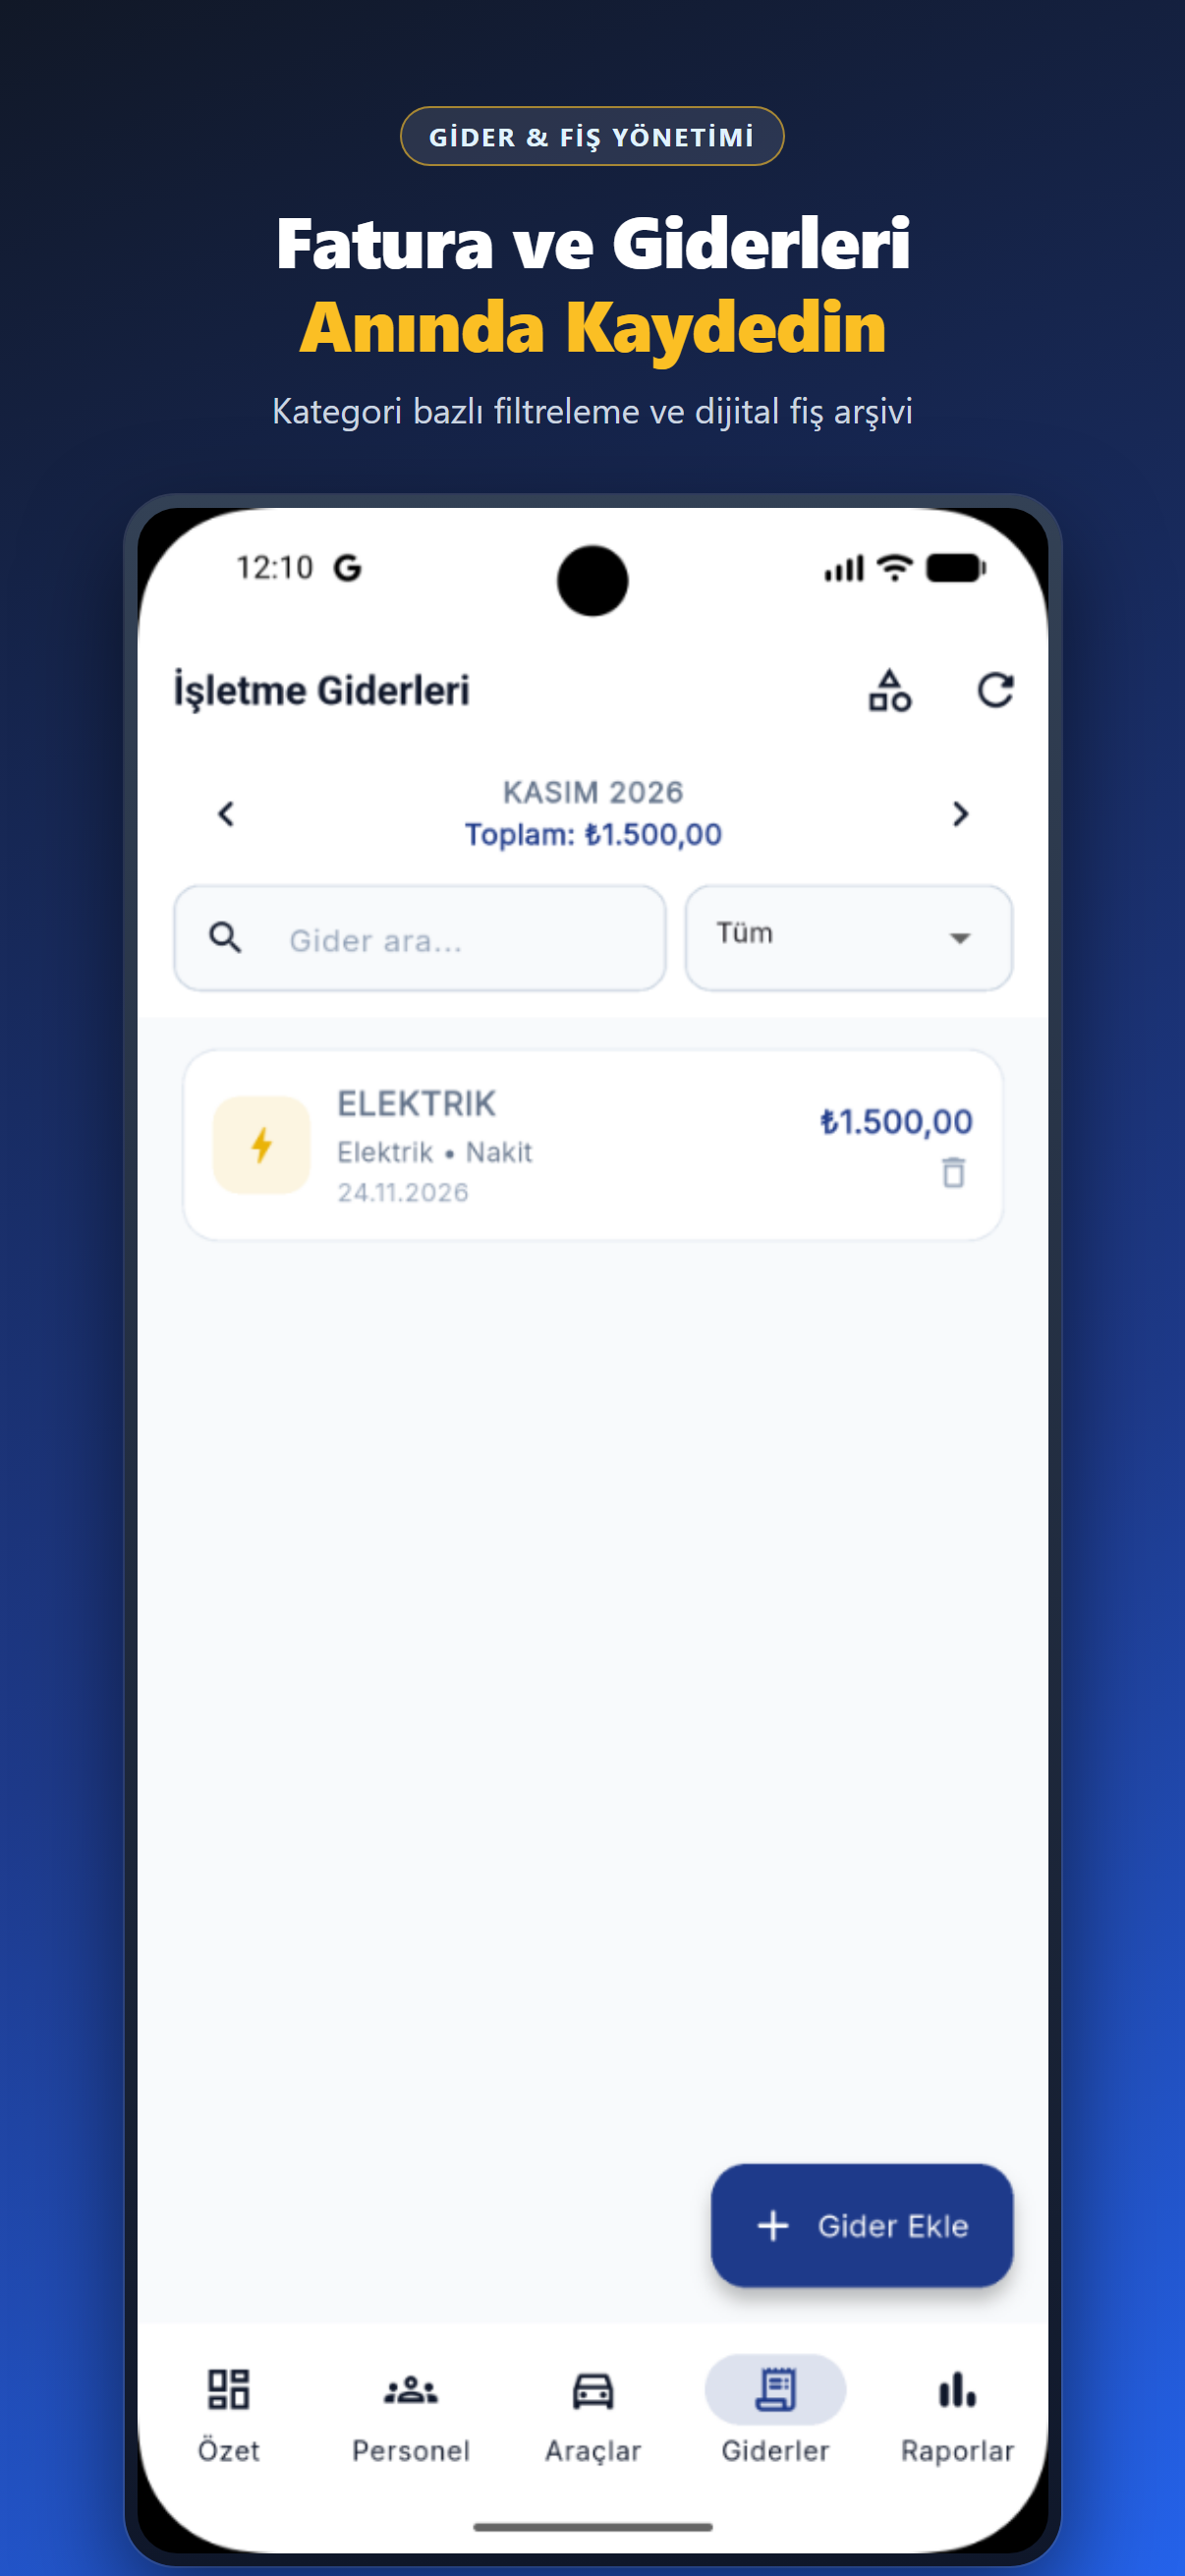 GİDER & FİŞ YÖNETİMİ
Fatura ve Giderleri
Anında Kaydedin
Kategori bazlı filtreleme ve dijital fiş arşivi
12:10 G
İşletme Giderleri
KASIM 2026
Toplam: ₺1.500,00
Gider ara...
Tüm
ELEKTRIK
₺1.500,00
Elektrik • Nakit
24.11.2026
+ Gider Ekle
Özet
Personel
Araçlar
Giderler
Raporlar